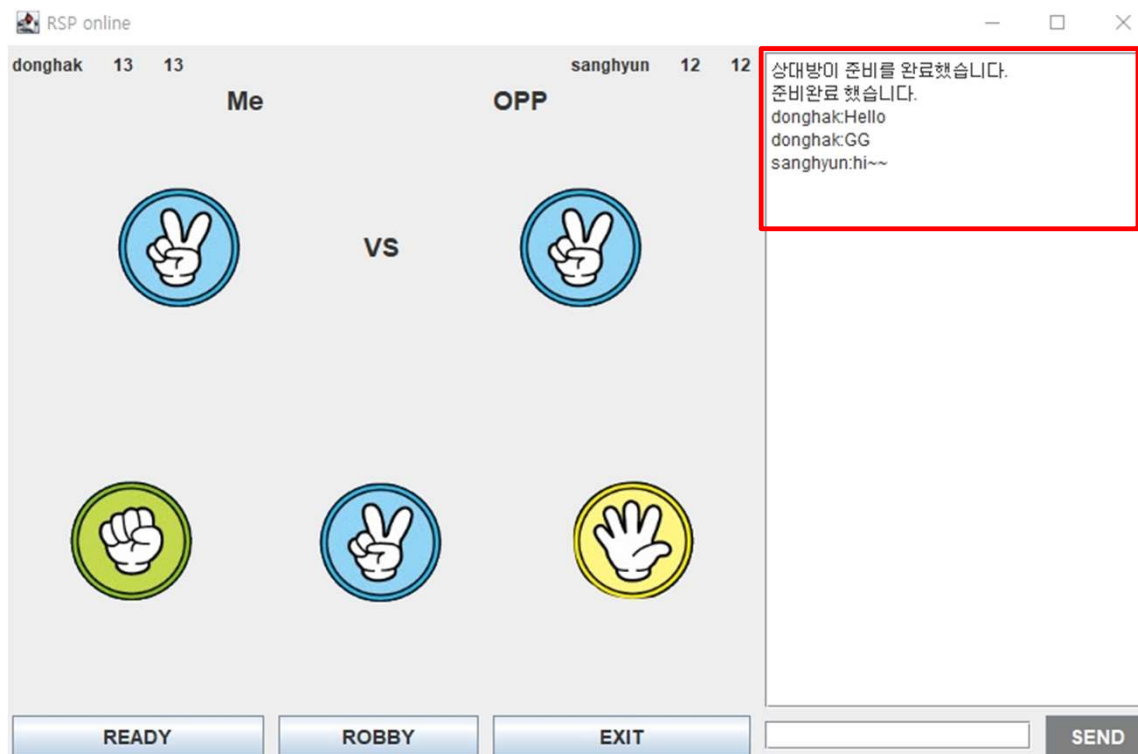 RSP online
donghak 13 13 sanghyun 12 12
Me OPP
VS
상대방이 준비를 완료했습니다.
준비완료 했습니다.
donghak:Hello
donghak:GG
sanghyun:hi~~
READY ROBBY EXIT SEND